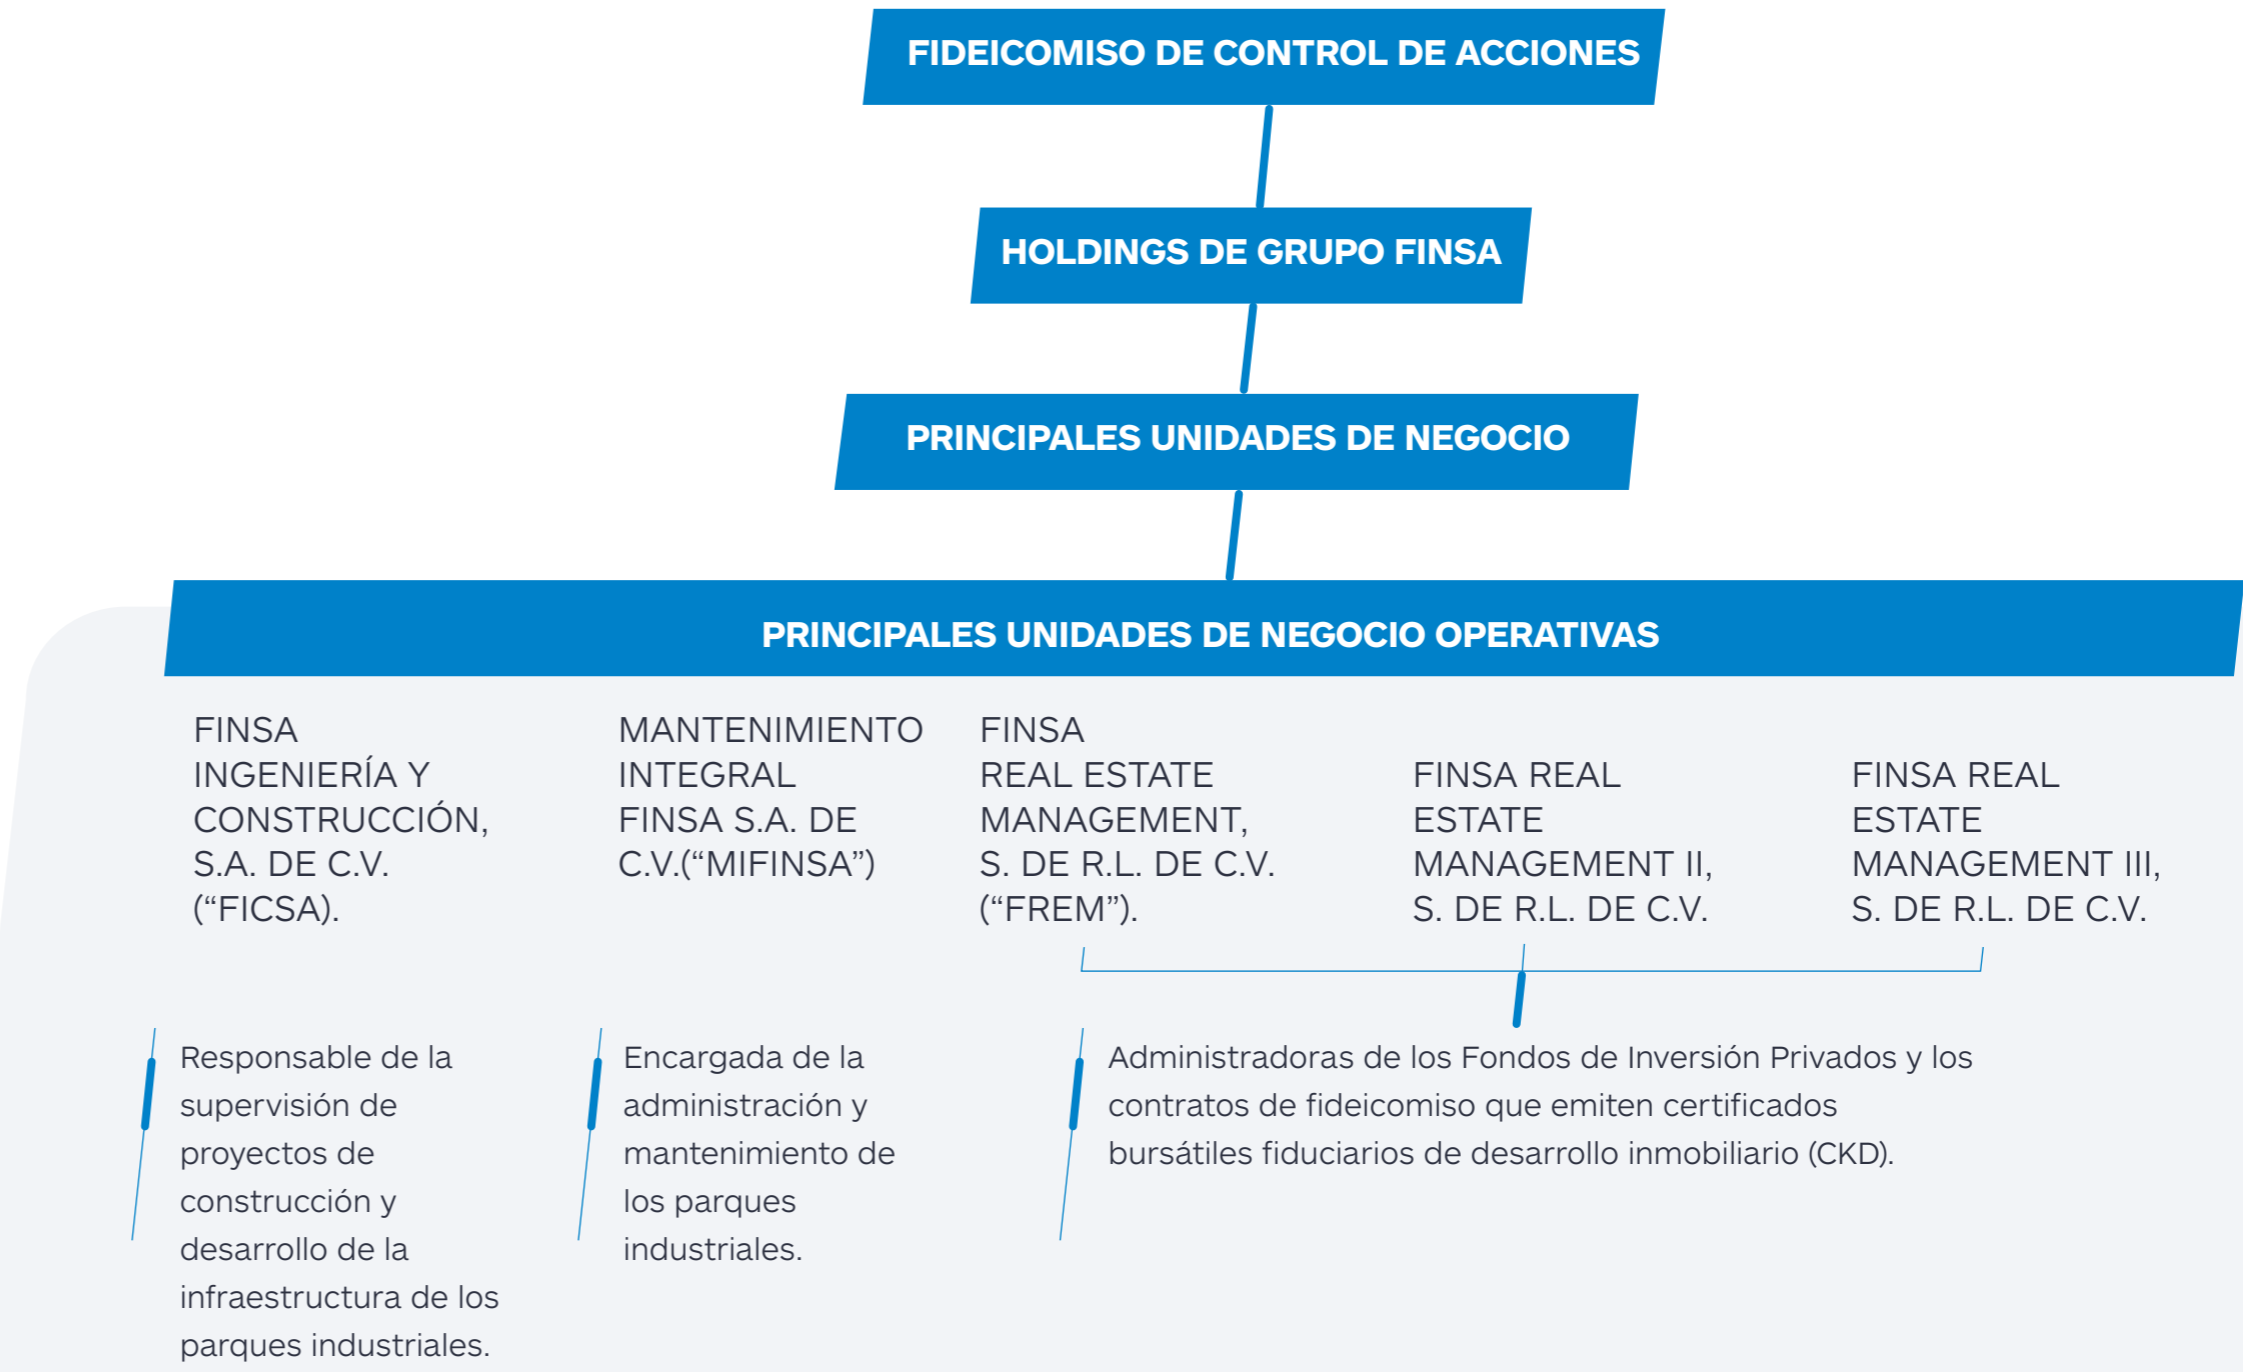 FIDEICOMISO DE CONTROL DE ACCIONES
HOLDINGS DE GRUPO FINSA
PRINCIPALES UNIDADES DE NEGOCIO
PRINCIPALES UNIDADES DE NEGOCIO OPERATIVAS
FINSA
INGENIERÍA Y
CONSTRUCCIÓN,
S.A. DE C.V.
(“FICSA).
MANTENIMIENTO
INTEGRAL
FINSA S.A. DE
C.V.(“MIFINSA”)
FINSA
REAL ESTATE
MANAGEMENT,
S. DE R.L. DE C.V.
(“FREM”).
FINSA REAL
ESTATE
MANAGEMENT II,
S. DE R.L. DE C.V.
FINSA REAL
ESTATE
MANAGEMENT III,
S. DE R.L. DE C.V.
Responsable de la
supervisión de
proyectos de
construcción y
desarrollo de la
infraestructura de los
parques industriales.
Encargada de la
administración y
mantenimiento de
los parques
industriales.
Administradoras de los Fondos de Inversión Privados y los
contratos de fideicomiso que emiten certificados
bursátiles fiduciarios de desarrollo inmobiliario (CKD).